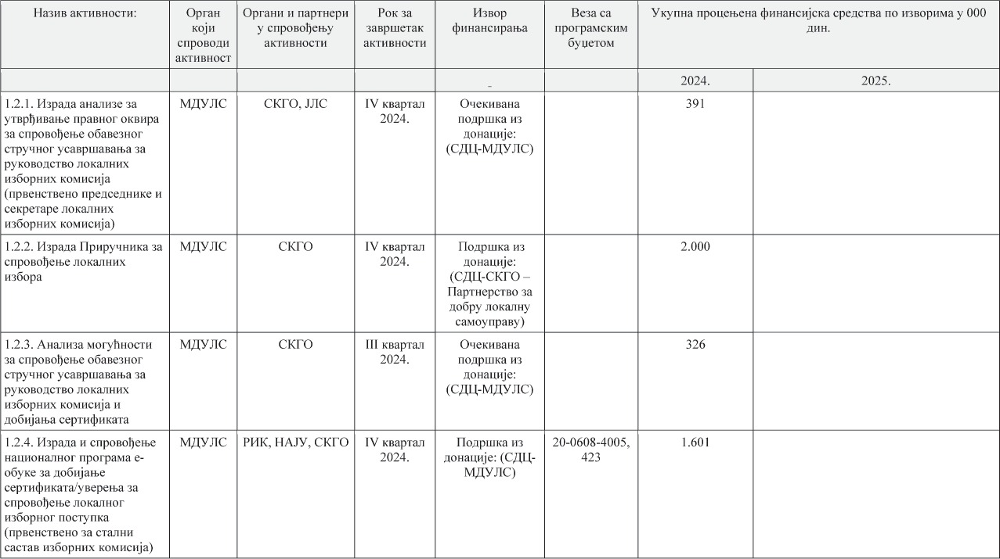 Назив активности:
Орган
који
спроводи
активност
Органи и партнери
у спровођењу
активности
Рок за
завршетак
активности
Извор
финансирања
Веза са
програмским
буџетом
Укупна процењена финансијска средства по изворима у 000
дин.
-
2024.
2025.
1.2.1. Израда анализе за
утврђивање правног оквира
за спровођење обавезног
стручног усавршавања за
руководство локалних
изборних комисија
(првенствено председнике и
секретаре локалних
изборних комисија)
МДУЛС
СКГО, ЈЛС
IV квартал
2024.
Очекивана
подршка из
донације:
(СДЦ-МДУЛС)
391
1.2.2. Израда Приручника за
спровођење локалних
избора
МДУЛС
СКГО
IV квартал
2024.
Подршка из
донације:
(СДЦ-СКГО –
Партнерство за
добру локалну
самоуправу)
2.000
1.2.3. Анализа могућности
за спровођење обавезног
стручног усавршавања за
руководство локалних
изборних комисија и
добијања сертификата
МДУЛС
СКГО
III квартал
2024.
Очекивана
подршка из
донације:
(СДЦ-МДУЛС)
326
1.2.4. Израда и спровођење
националног програма е-
обуке за добијање
сертификата/уверења за
спровођење локалног
изборног поступка
(првенствено за стални
састав изборних комисија)
МДУЛС
РИК, НАЈУ, СКГО
IV квартал
2024.
Подршка из
донације: (СДЦ-
МДУЛС)
20-0608-4005,
423
1.601